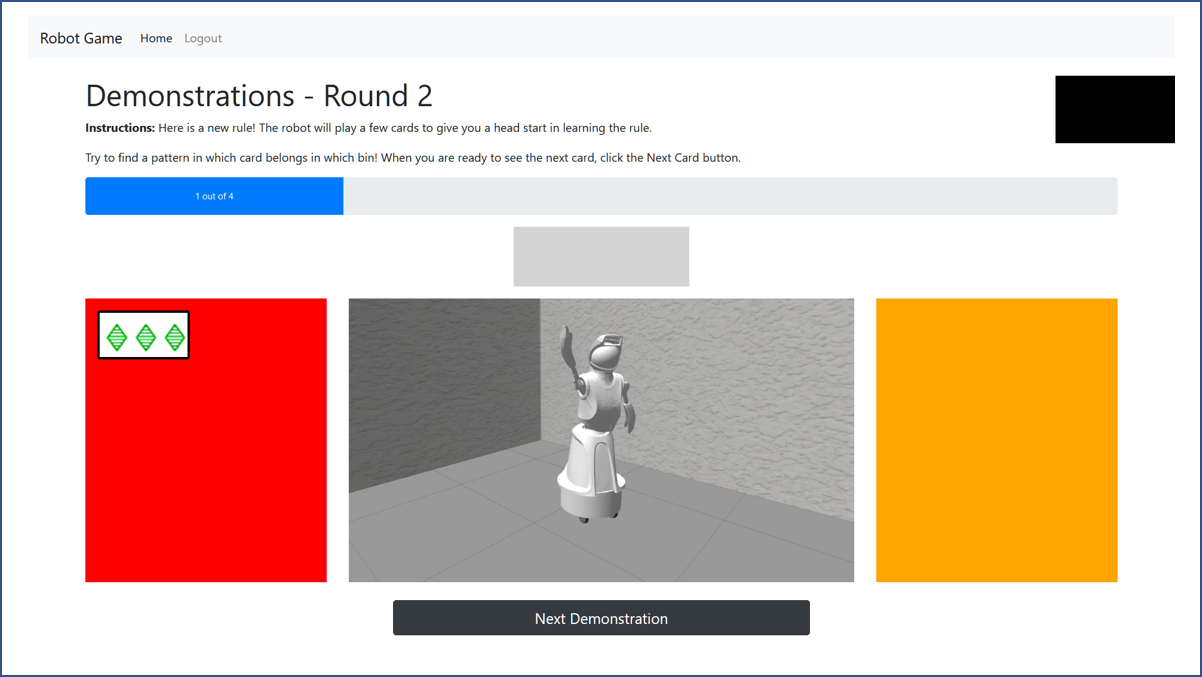 Robot Game Home Logout
Demonstrations - Round 2
Instructions: Here is a new rule! The robot will play a few cards to give you a head start in learning the rule.
Try to find a pattern in which card belongs in which bin! When you are ready to see the next card, click the Next Card button.
1 out of 4
Next Demonstration